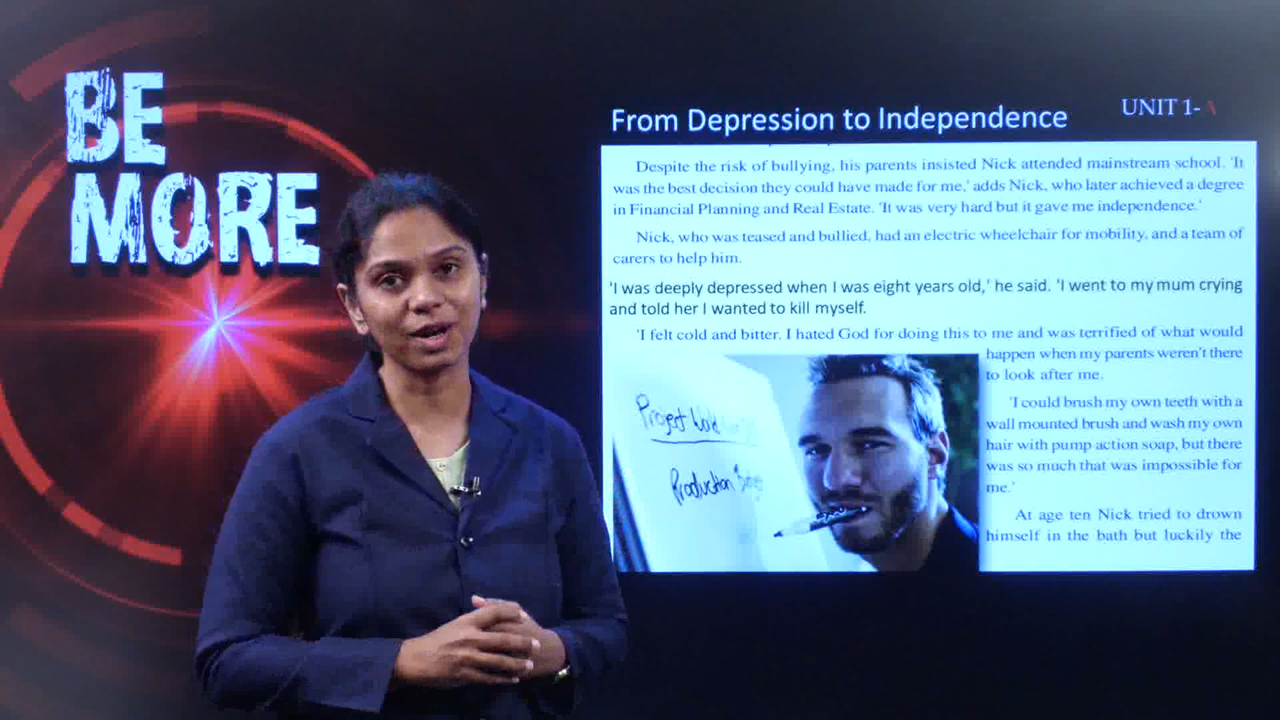 BE
MORE
From Depression to Independence
UNIT 1-A
Despite the risk of bullying, his parents insisted Nick attended mainstream school. 'It
was the best decision they could have made for me,' adds Nick, who later achieved a degree
in Financial Planning and Real Estate. 'It was very hard but it gave me independence.'
Nick, who was teased and bullied, had an electric wheelchair for mobility, and a team of
carers to help him.
'I was deeply depressed when I was eight years old,' he said. 'I went to my mum crying
and told her I wanted to kill myself.
'I felt cold and bitter. I hated God for doing this to me and was terrified of what would
happen when my parents weren't there
to look after me.
'I could brush my own teeth with a
wall mounted brush and wash my own
hair with pump action soap, but there
was so much that was impossible for
me.'
At age ten Nick tried to drown
himself in the bath but luckily the
Project
Production